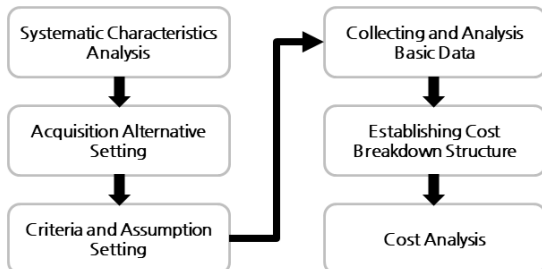 Systematic Characteristics
Analysis
Acquisition Alternative
Setting
Criteria and Assumption
Setting
Collecting and Analysis
Basic Data
Establishing Cost
Breakdown Structure
Cost Analysis